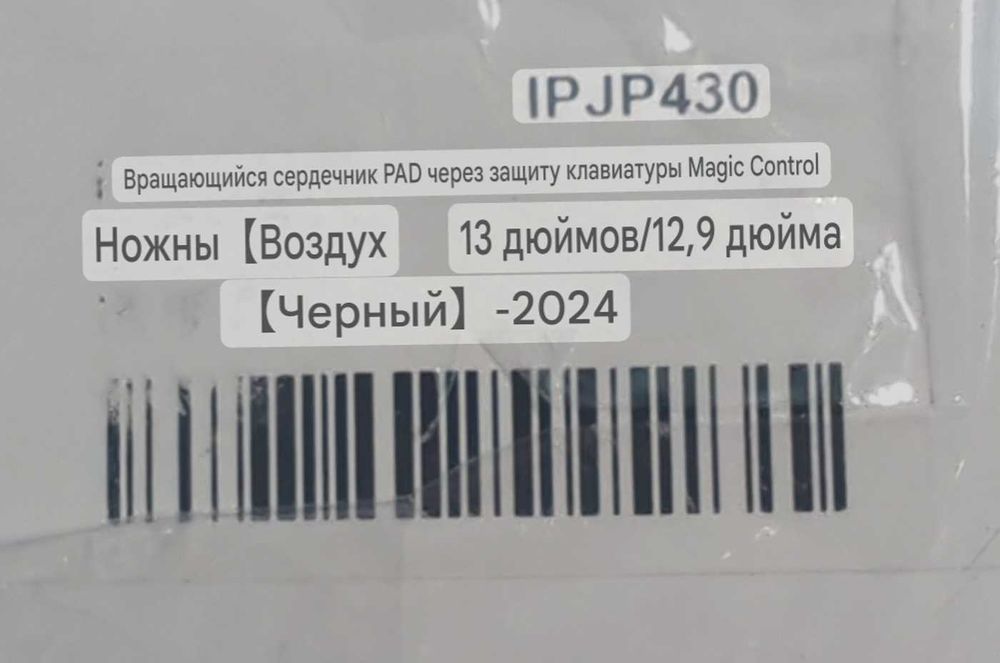 IPJP430
Вращающийся сердечник PAD через защиту клавиатуры Magic Control
Ножны【Воздух 13 дюймов/12,9 дюйма
【Черный】-2024